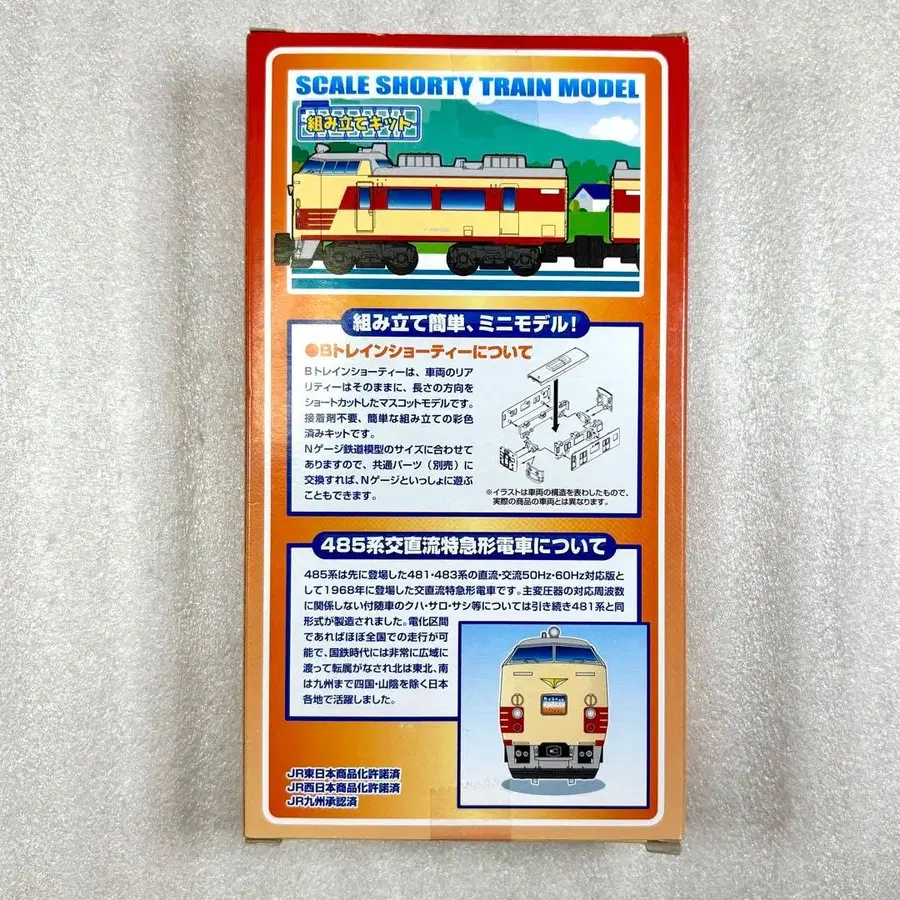 SCALE SHORTY TRAIN MODEL
組み立てキット
組み立て簡単、ミニモデル！
●Bトレインショーティーについて
Bトレインショーティーは、車両のリア
リティーはそのままに、長さの方向を
ショートカットしたマスコットモデルです。
接着剤不要、簡単な組み立ての彩色
済みキットです。
Nゲージ鉄道模型のサイズに合わせて
ありますので、共通パーツ（別売）に
交換すれば、Nゲージといっしょに遊ぶ
こともできます。
※イラストは車両の構造を表わしたもので、
実際の商品の車両とは異なります。
485系交直流特急形電車について
485系は先に登場した481・483系の直流・交流50Hz・60Hz対応版と
して1968年に登場した交直流特急形電車です。主変圧器の対応周波数
に関係しない付随車のクハ・サロ・サシ等については引き続き481系と同
形式が製造されました。電化区間
であればほぼ全国での走行が可
能で、国鉄時代には非常に広域に
渡って転属がなされ北は東北、南
は九州まで四国・山陰を除く日本
各地で活躍しました。
JR東日本商品化許諾済
JR西日本商品化許諾済
JR九州承認済